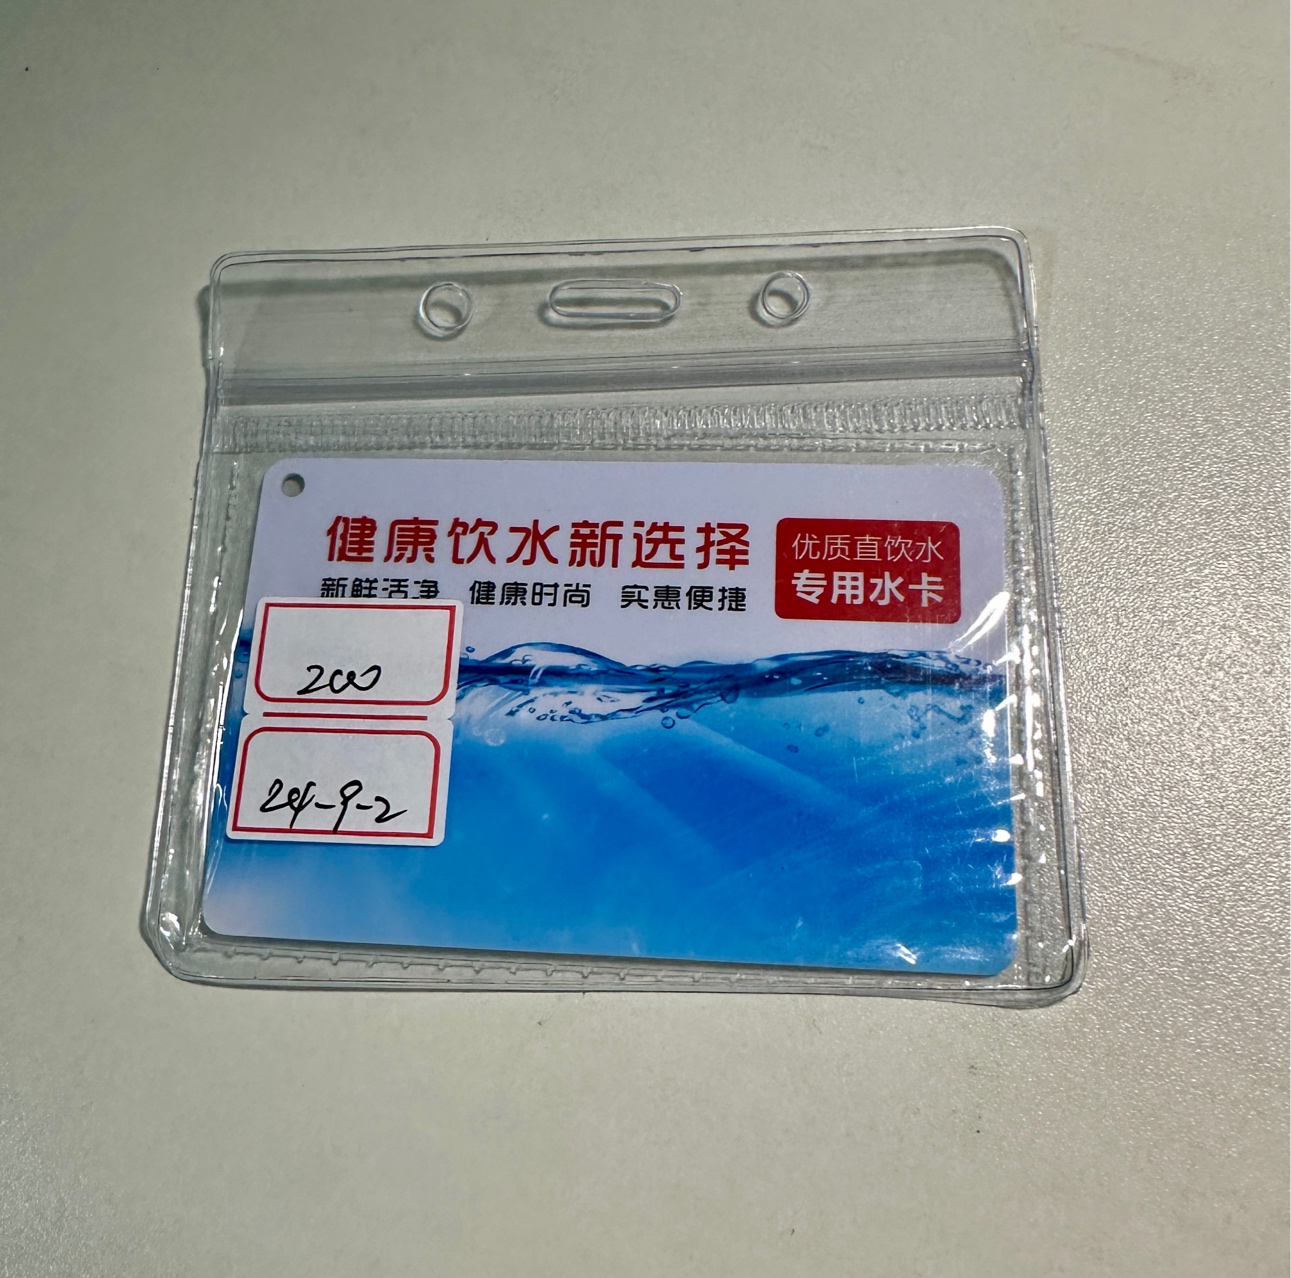 健康饮水新选择
新鲜洁净 健康时尚 实惠便捷
优质直饮水
专用水卡
200
24-9-2